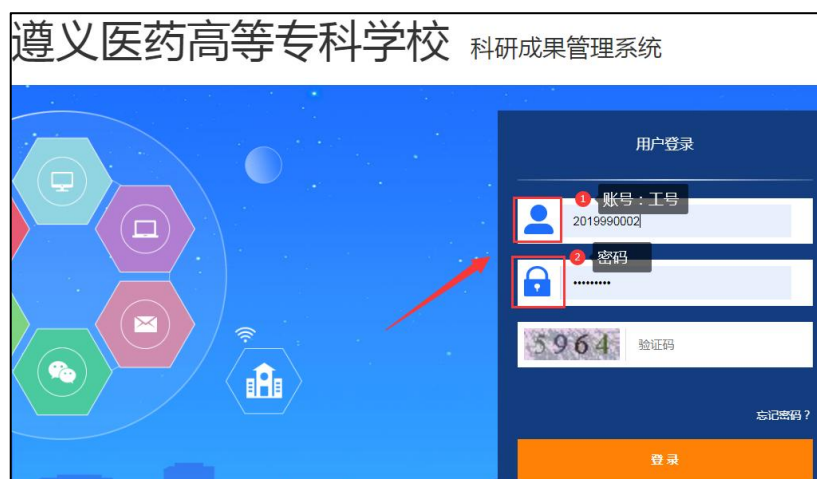 遵义医药高等专科学校 科研成果管理系统
用户登录
1 账号：工号
2019990002
2 密码
•••••••••
5964 验证码
忘记密码？
登录